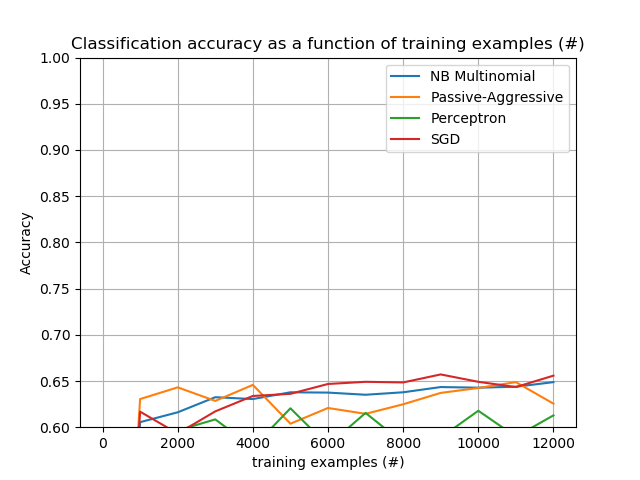 Classification accuracy as a function of training examples (#)
1.00
0.95
0.90
0.85
0.80
0.75
0.70
0.65
0.60
Accuracy
NB Multinomial
Passive-Aggressive
Perceptron
SGD
0 2000 4000 6000 8000 10000 12000
training examples (#)